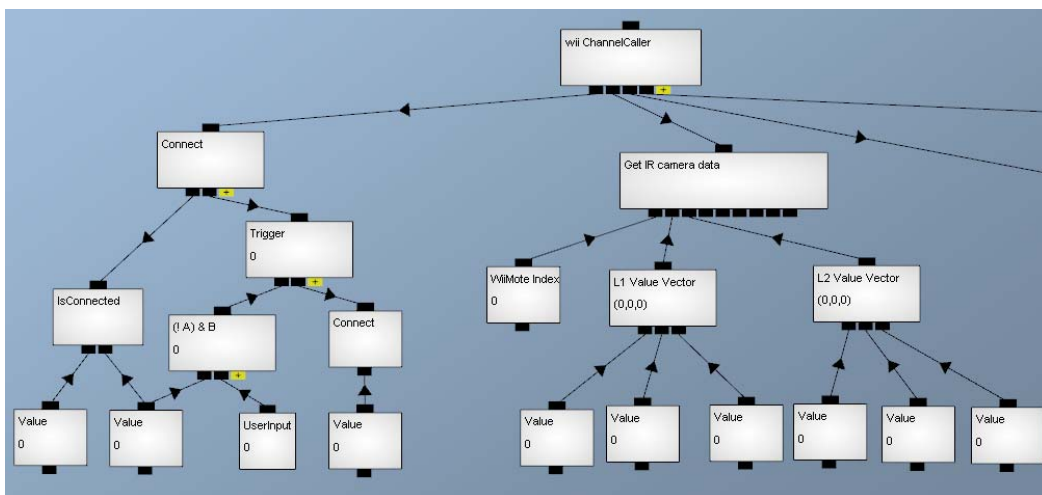 wii ChannelCaller
+
Connect
+
Get IR camera data
Trigger
0
+
IsConnected
(! A) & B
0
+
Connect
WiiMote Index
0
L1 Value Vector
(0,0,0)
L2 Value Vector
(0,0,0)
Value
0
Value
0
UserInput
0
Value
0
Value
0
Value
0
Value
0
Value
0
Value
0
Value
0